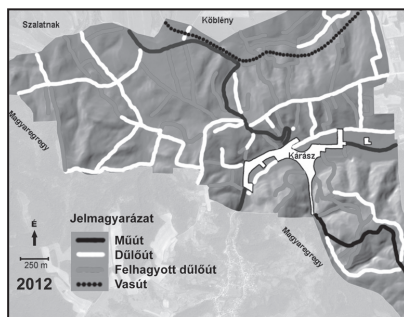 Szalatnak
Köblény
Magyaregregy
Kárász
Magyaregregy
É
250 m
2012
Jelmagyarázat
Műút
Dűlőút
Felhagyott dűlőút
Vasút